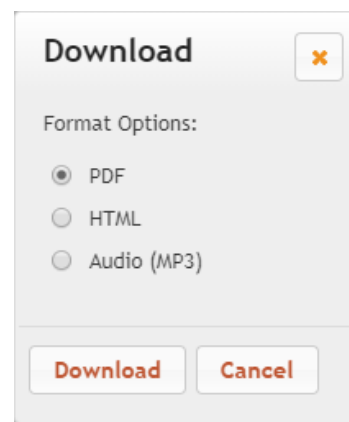 Download
Format Options:
PDF
HTML
Audio (MP3)
Download Cancel